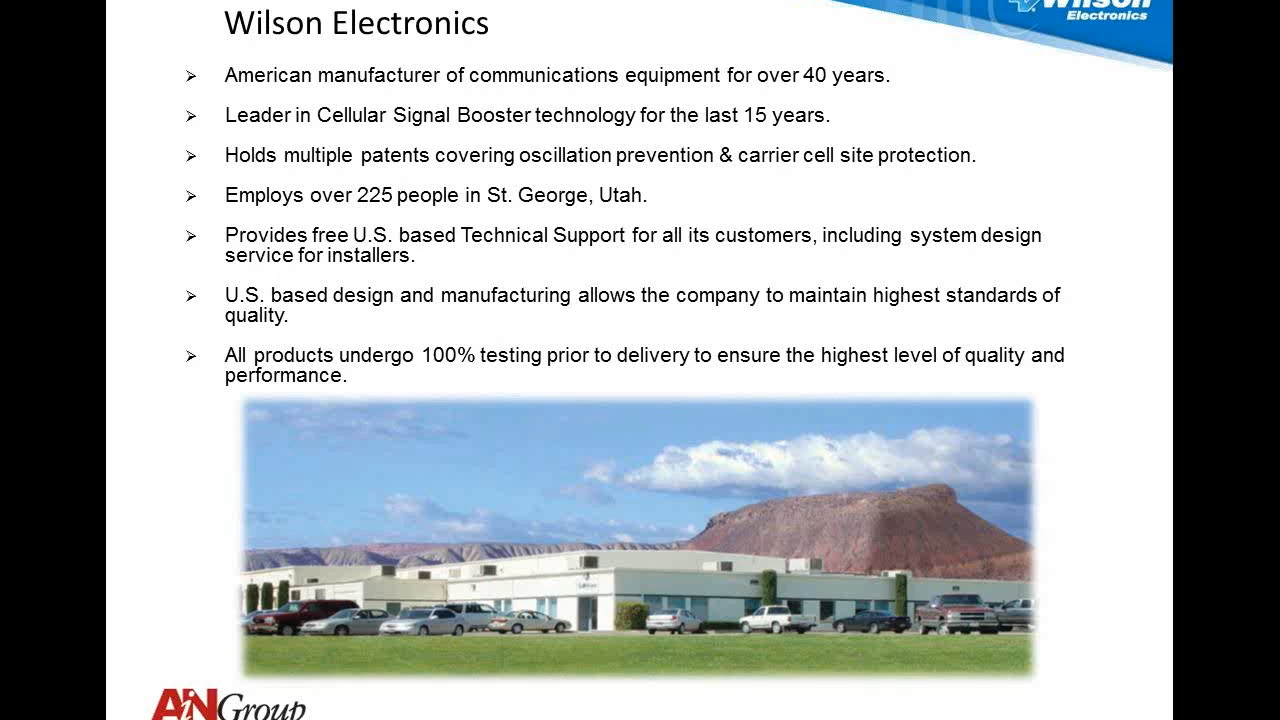 Wilson
Electronics
Wilson Electronics
American manufacturer of communications equipment for over 40 years.
Leader in Cellular Signal Booster technology for the last 15 years.
Holds multiple patents covering oscillation prevention & carrier cell site protection.
Employs over 225 people in St. George, Utah.
Provides free U.S. based Technical Support for all its customers, including system design
service for installers.
U.S. based design and manufacturing allows the company to maintain highest standards of
quality.
All products undergo 100% testing prior to delivery to ensure the highest level of quality and
performance.
AiN Group